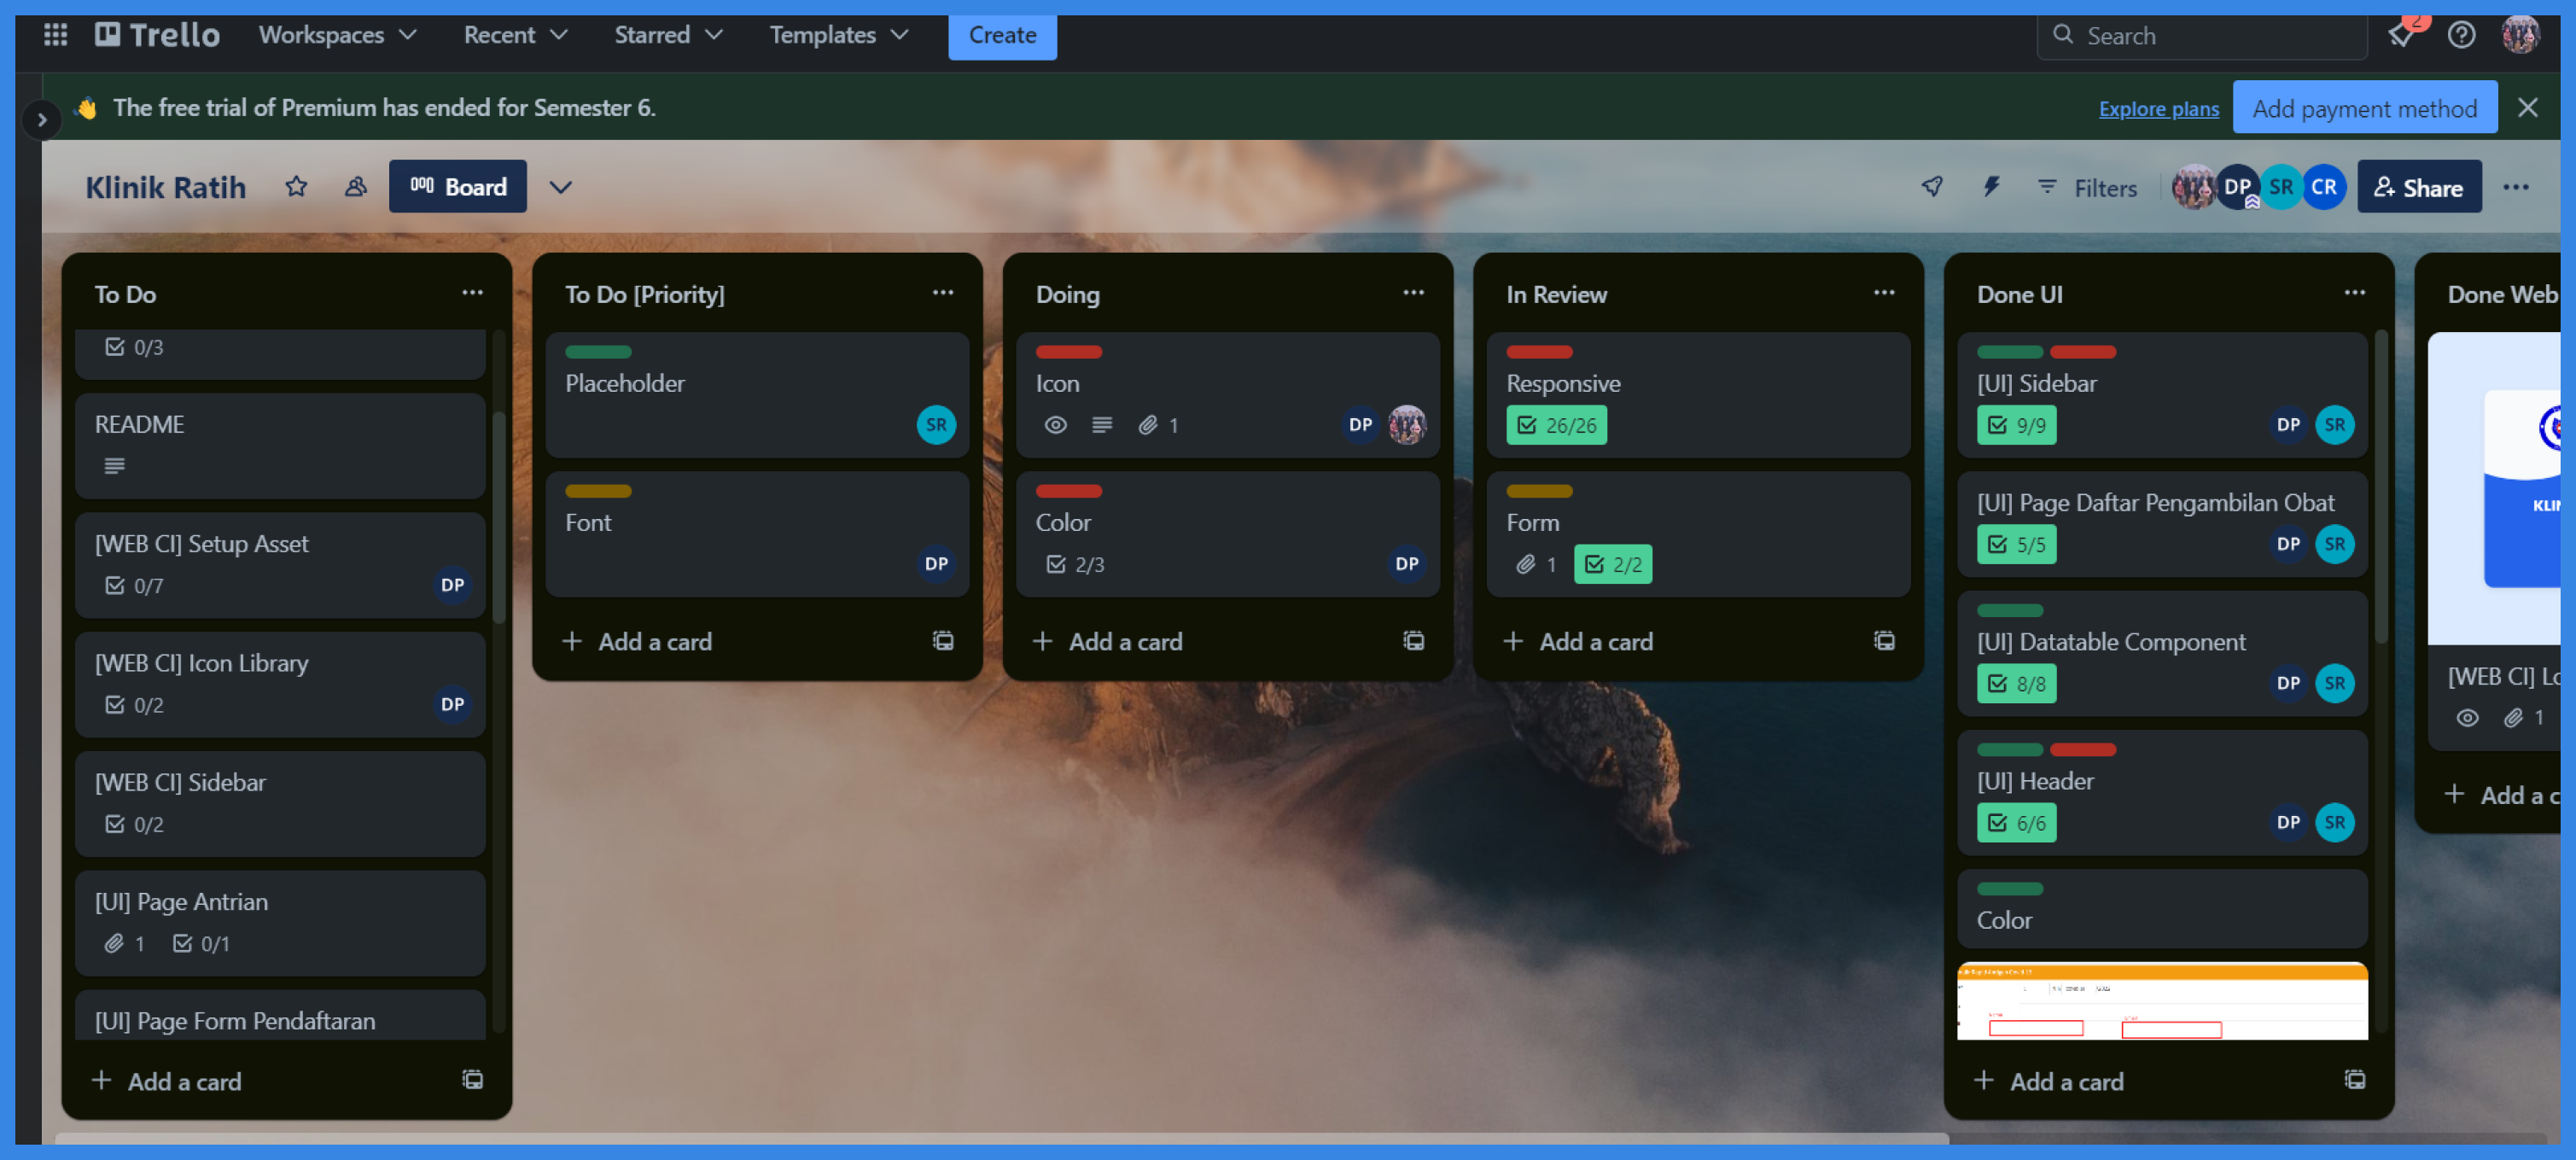 Trello Workspaces Recent Starred Templates Create Search 2
The free trial of Premium has ended for Semester 6. Explore plans Add payment method
Klinik Ratih Board Filters DP SR CR Share
To Do
0/3
README
[WEB CI] Setup Asset
0/7 DP
[WEB CI] Icon Library
0/2 DP
[WEB CI] Sidebar
0/2
[UI] Page Antrian
1 0/1
[UI] Page Form Pendaftaran
Add a card
To Do [Priority]
Placeholder
SR
Font
DP
Add a card
Doing
Icon
1 DP
Color
2/3 DP
Add a card
In Review
Responsive
26/26
Form
1 2/2
Add a card
Done UI
[UI] Sidebar
9/9 DP SR
[UI] Page Daftar Pengambilan Obat
5/5 DP SR
[UI] Datatable Component
8/8 DP SR
[UI] Header
6/6 DP SR
Color
Add a card
Done Web
[WEB CI]
1
Add a